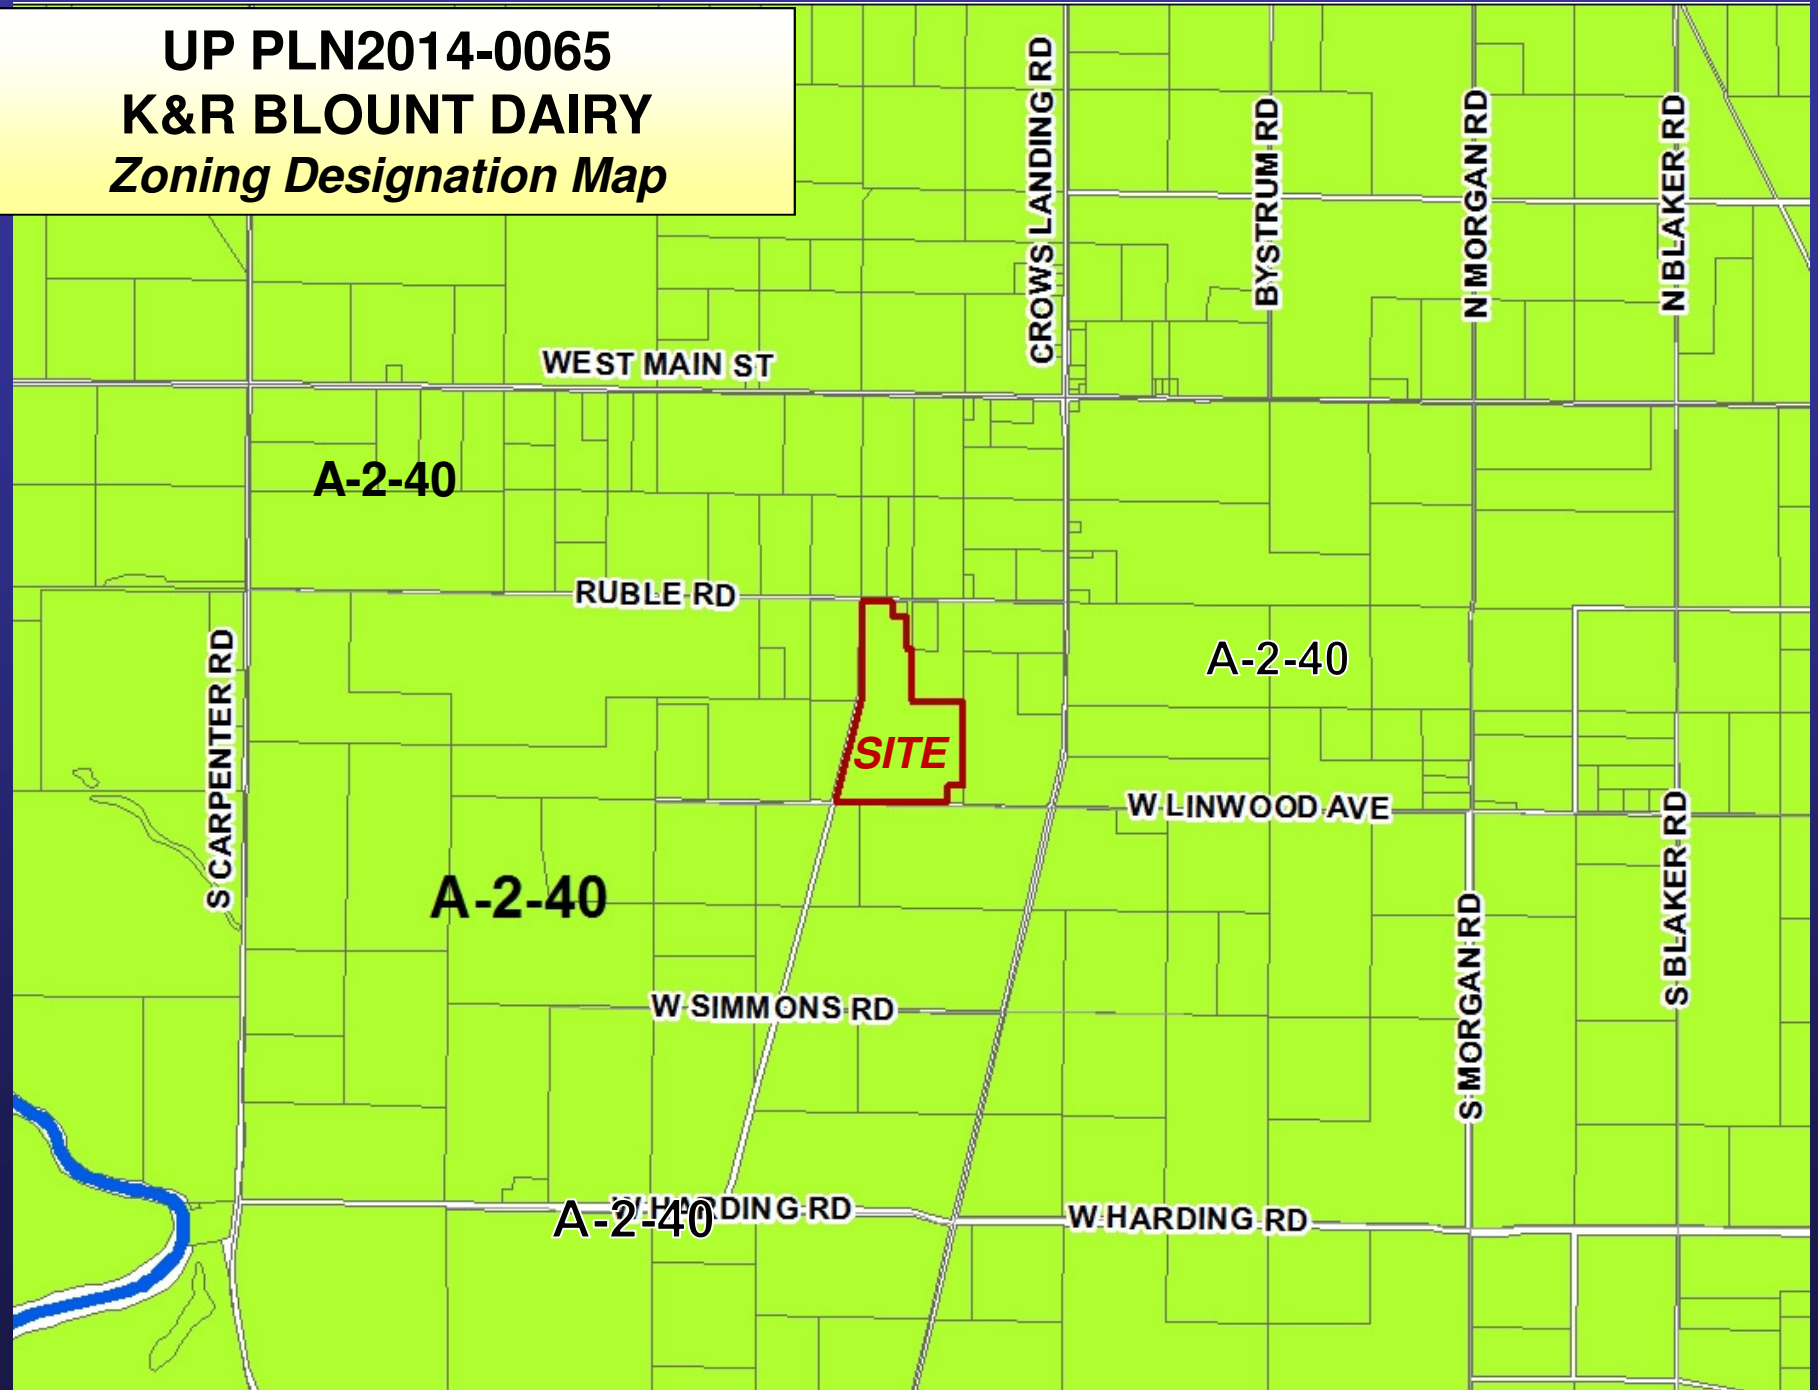 UP PLN2014-0065
K&R BLOUNT DAIRY
Zoning Designation Map
CROWS LANDING RD
BYSTRUM RD
N MORGAN RD
N BLAKER RD
WEST MAIN ST
A-2-40
RUBLE RD
A-2-40
S CARPENTER RD
SITE
W LINWOOD AVE
A-2-40
S MORGAN RD
S BLAKER RD
W SIMMONS RD
A-2-40
W HARDING RD
W HARDING RD